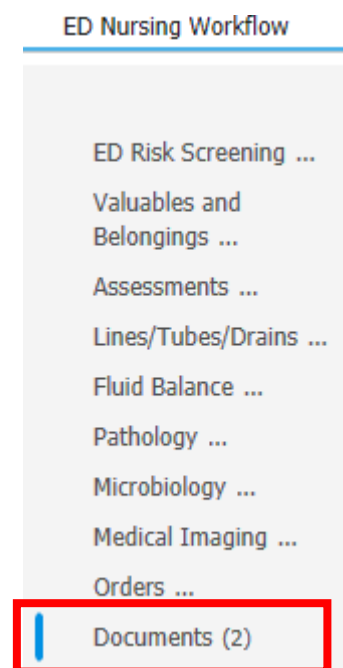 ED Nursing Workflow
ED Risk Screening ...
Valuables and
Belongings ...
Assessments ...
Lines/Tubes/Drains ...
Fluid Balance ...
Pathology ...
Microbiology ...
Medical Imaging ...
Orders ...
Documents (2)